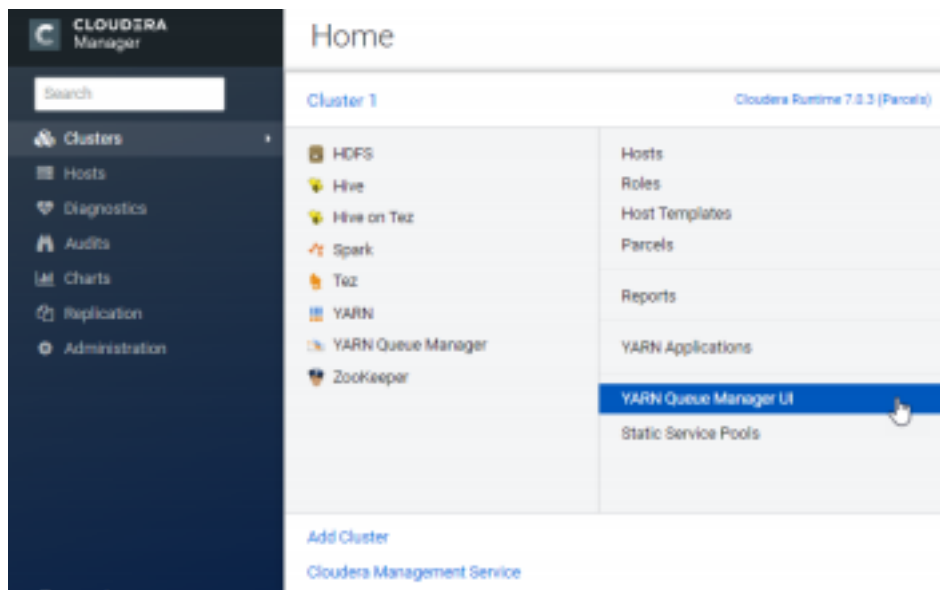 C
CLOUDERA
Manager
Home
Search
Cluster 1
Cloudera Runtime 7.0.3 (Parcels)
Clusters
Hosts
Diagnostics
Audits
Charts
Replication
Administration
HDFS
Hive
Hive on Tez
Spark
Tez
YARN
YARN Queue Manager
ZooKeeper
Hosts
Roles
Host Templates
Parcels
Reports
YARN Applications
YARN Queue Manager UI
Static Service Pools
Add Cluster
Cloudera Management Service